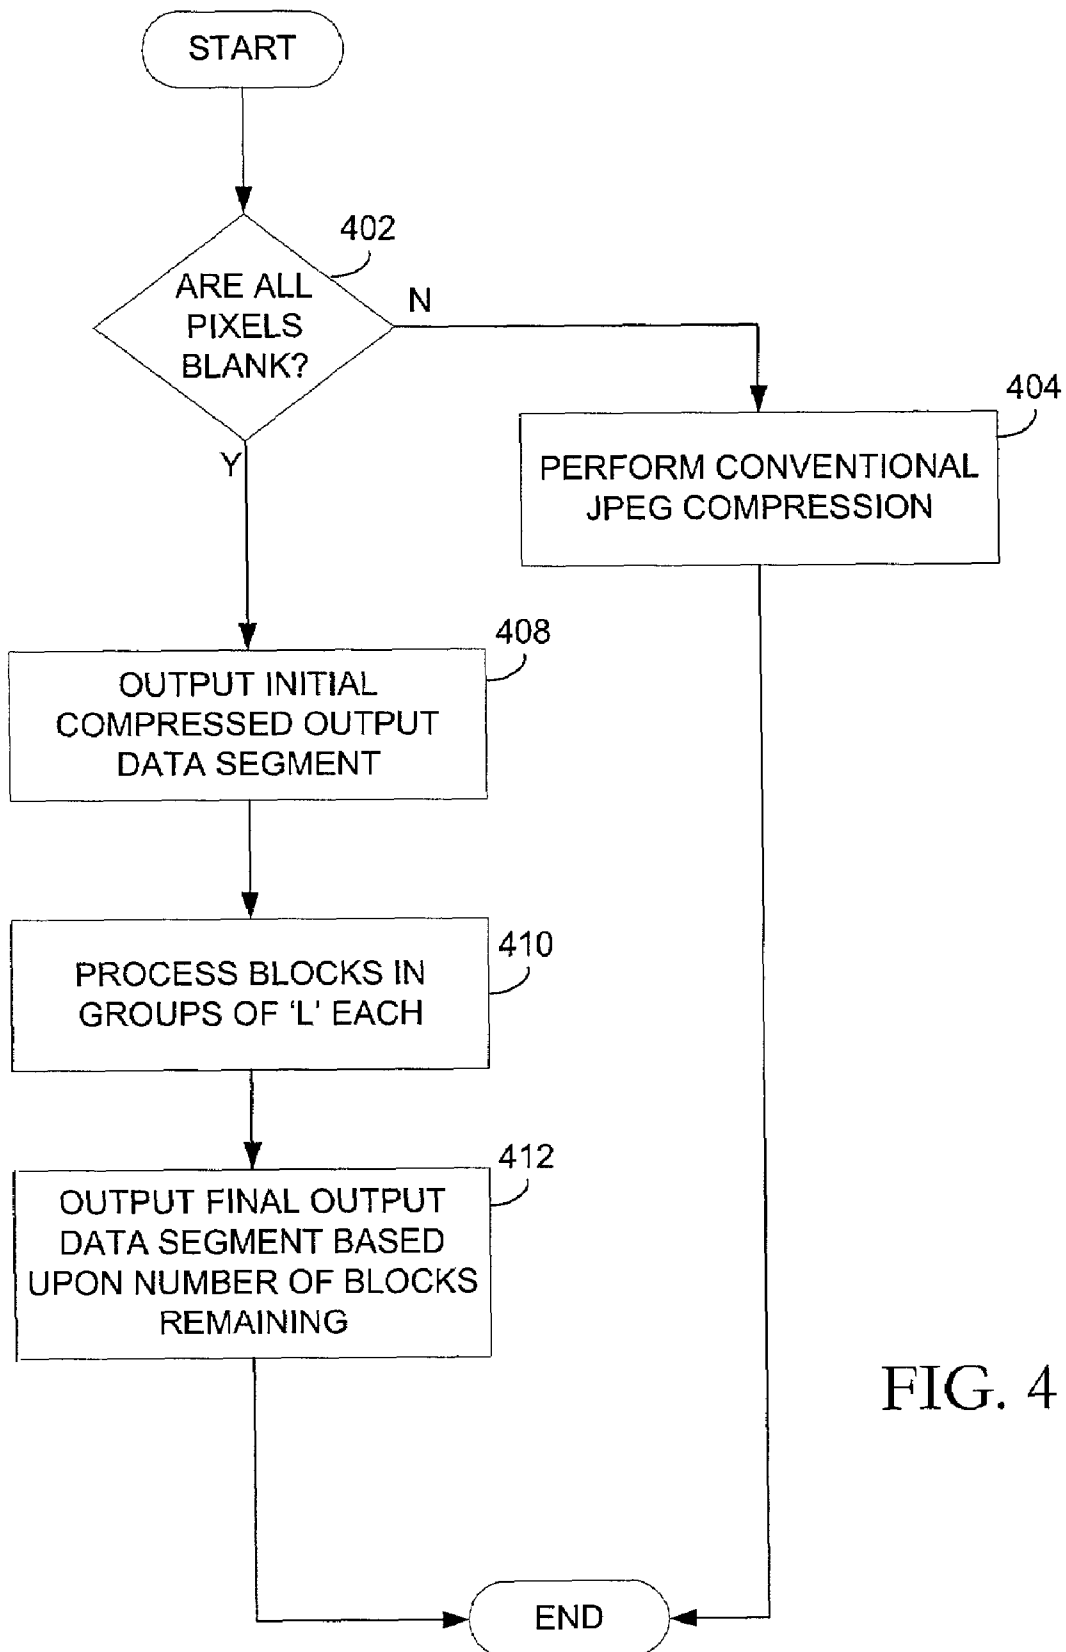 START
402
ARE ALL
PIXELS
BLANK?
N
Y
404
PERFORM CONVENTIONAL
JPEG COMPRESSION
408
OUTPUT INITIAL
COMPRESSED OUTPUT
DATA SEGMENT
410
PROCESS BLOCKS IN
GROUPS OF ‘L’ EACH
412
OUTPUT FINAL OUTPUT
DATA SEGMENT BASED
UPON NUMBER OF BLOCKS
REMAINING
FIG. 4
END